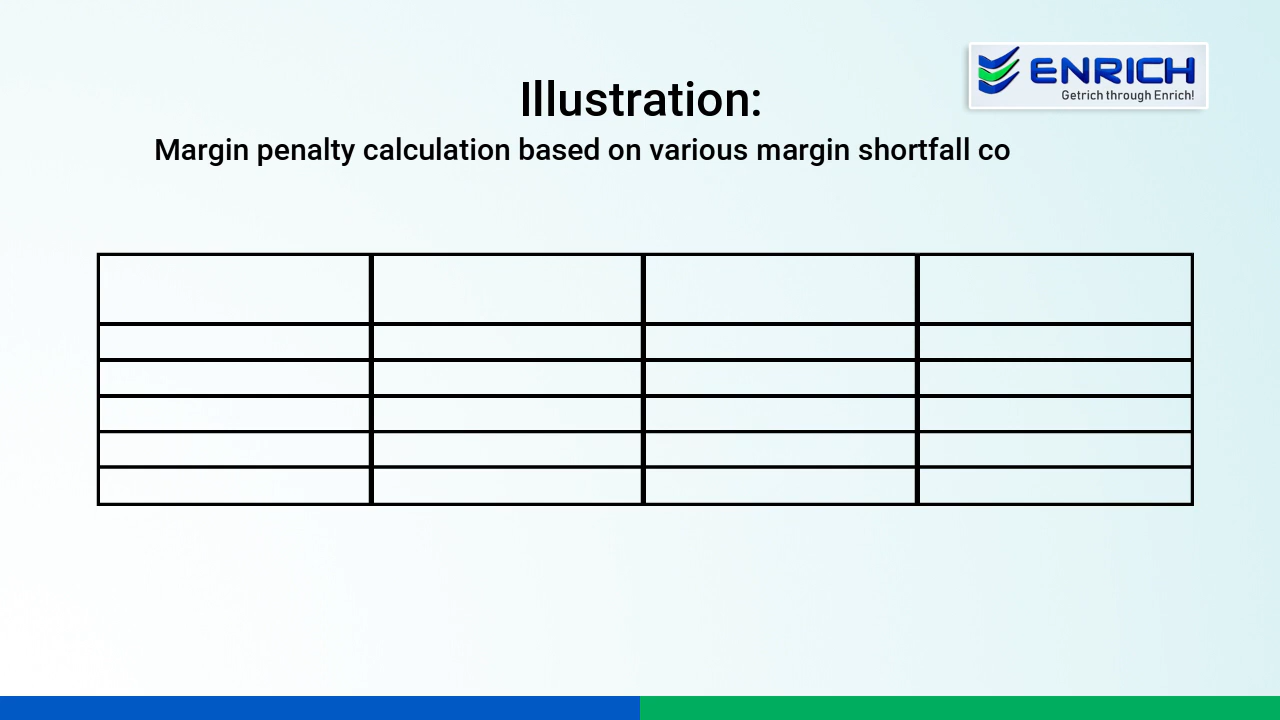 ENRICH
Getrich through Enrich!
Illustration:
Margin penalty calculation based on various margin shortfall co